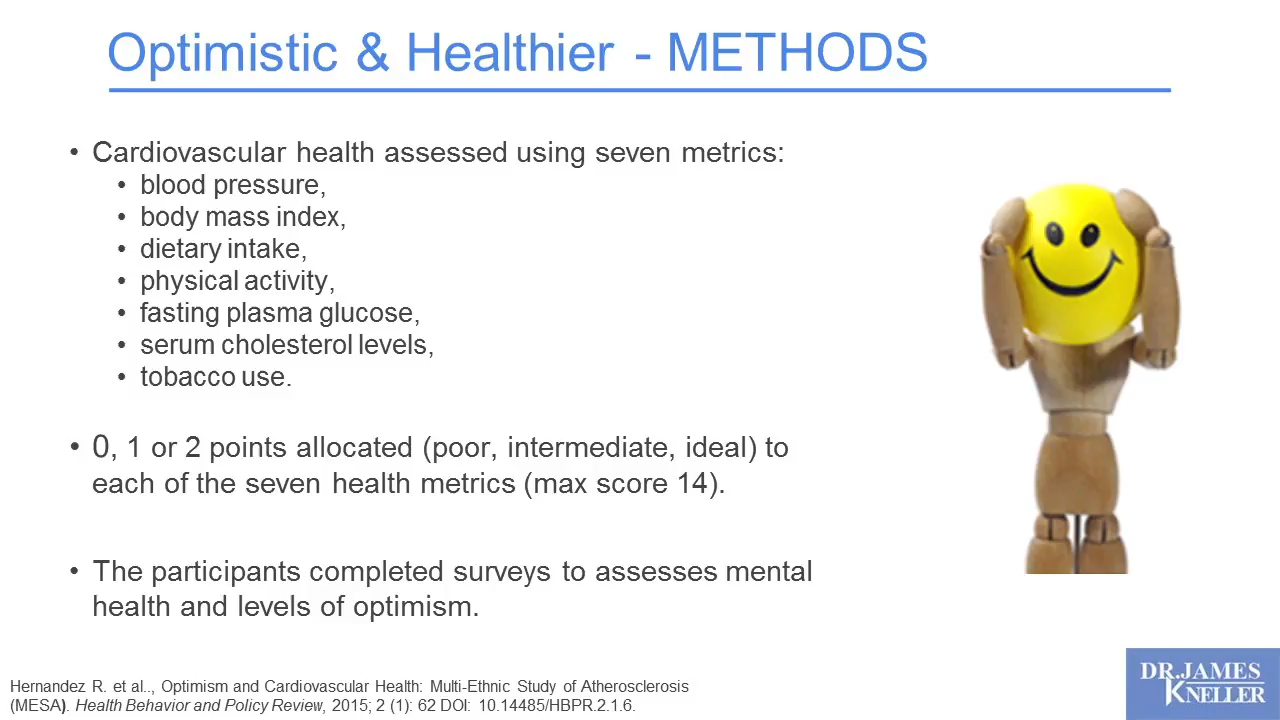 Optimistic & Healthier - METHODS
• Cardiovascular health assessed using seven metrics:
• blood pressure,
• body mass index,
• dietary intake,
• physical activity,
• fasting plasma glucose,
• serum cholesterol levels,
• tobacco use.
• 0, 1 or 2 points allocated (poor, intermediate, ideal) to
each of the seven health metrics (max score 14).
• The participants completed surveys to assesses mental
health and levels of optimism.
Hernandez R. et al.., Optimism and Cardiovascular Health: Multi-Ethnic Study of Atherosclerosis
(MESA). Health Behavior and Policy Review, 2015; 2 (1): 62 DOI: 10.14485/HBPR.2.1.6.
DR.JAMES
KNELLER